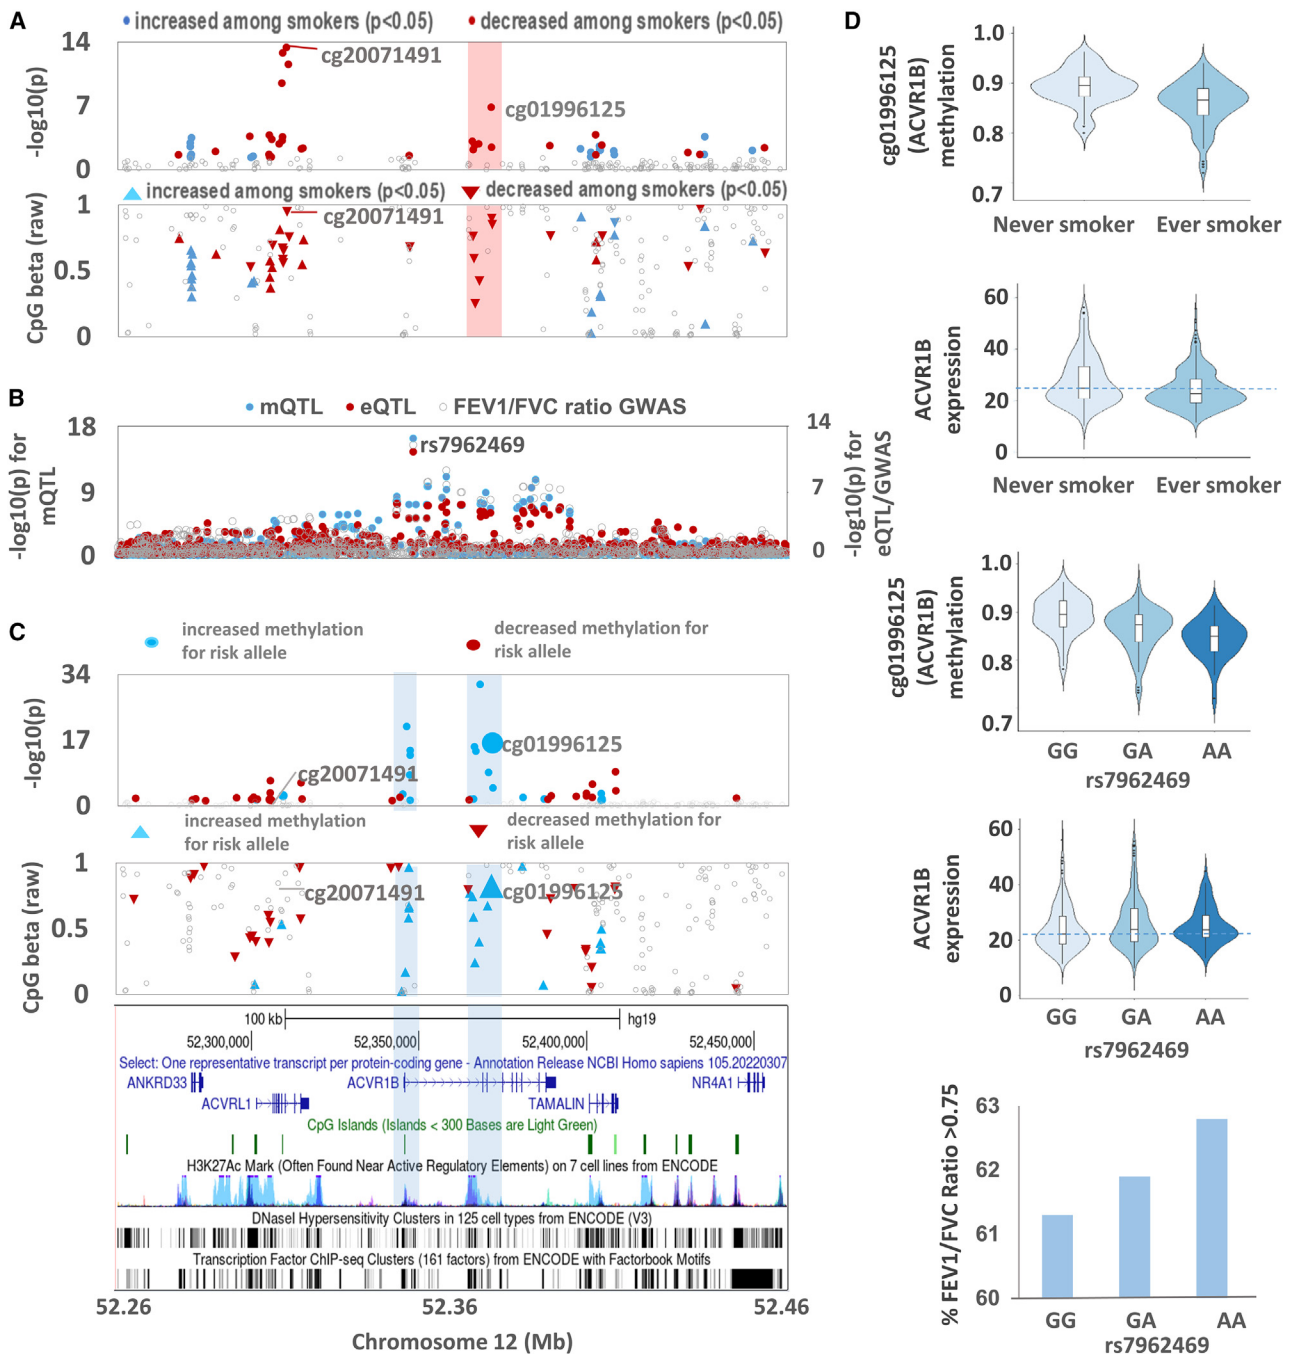 A
increased among smokers (p<0.05)
decreased among smokers (p<0.05)
14
7
0
-log10(p)
cg20071491
cg01996125
increased among smokers (p<0.05)
decreased among smokers (p<0.05)
1
0.5
0
CpG beta (raw)
cg20071491
B
mQTL
eQTL
FEV1/FVC ratio GWAS
18
9
0
-log10(p) for
mQTL
rs7962469
14
7
0
-log10(p) for
eQTL/GWAS
C
increased methylation
for risk allele
decreased methylation for
risk allele
34
17
0
-log10(p)
cg20071491
cg01996125
increased methylation
for risk allele
decreased methylation for
risk allele
1
0.5
0
CpG beta (raw)
cg20071491
cg01996125
100 kb
hg19
52,300,000
52,350,000
52,400,000
52,450,000
Select: One representative transcript per protein-coding gene - Annotation Release NCBI Homo sapiens 105.20220307
ANKRD33
ACVR1B
NR4A1
ACVRL1
TAMALIN
CpG Islands (Islands < 300 Bases are Light Green)
H3K27Ac Mark (Often Found Near Active Regulatory Elements) on 7 cell lines from ENCODE
DNaseI Hypersensitivity Clusters in 125 cell types from ENCODE (V3)
Transcription Factor ChIP-seq Clusters (161 factors) from ENCODE with Factorbook Motifs
52.26
52.36
52.46
Chromosome 12 (Mb)
D
cg01996125
(ACVR1B)
methylation
1.0
0.9
0.8
0.7
Never smoker
Ever smoker
ACVR1B
expression
60
40
20
0
Never smoker
Ever smoker
cg01996125
(ACVR1B)
methylation
1.0
0.9
0.8
0.7
GG
GA
AA
rs7962469
ACVR1B
expression
60
40
20
0
GG
GA
AA
rs7962469
% FEV1/FVC Ratio >0.75
63
62
61
60
GG
GA
AA
rs7962469